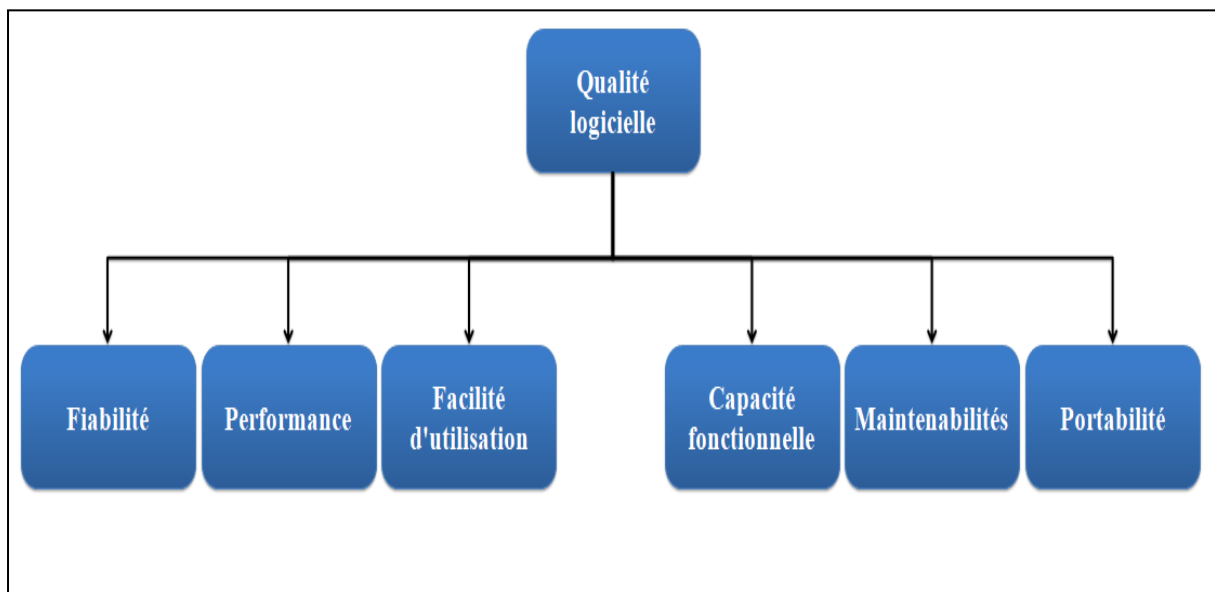 Qualité
logicielle
Fiabilité
Performance
Facilité
d'utilisation
Capacité
fonctionnelle
Maintenabilités
Portabilité